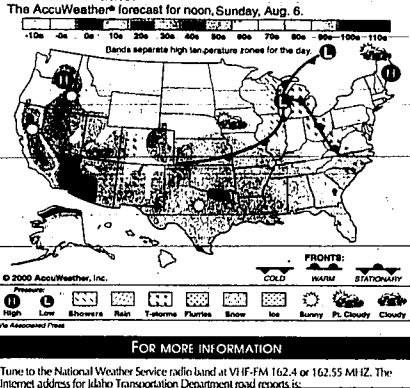 The AccuWeather® forecast for noon, Sunday, Aug. 6.
-10s -0s 0s 10s 20s 30s 40s 50s 60s 70s 80s 90s 100s 110s
Bands separate high temperature zones for the day.
L
H
H
L
FRONTS:
COLD WARM STATIONARY
© 2000 AccuWeather, Inc.
Pressure:
H L
High Low Showers Rain T-storms Flurries Snow Ice Sunny Pt. Cloudy Cloudy
Via Associated Press
FOR MORE INFORMATION
Tune to the National Weather Service radio band at VHF-FM 162.4 or 162.55 MHZ. The
Internet address for Idaho Transportation Department road reports is: